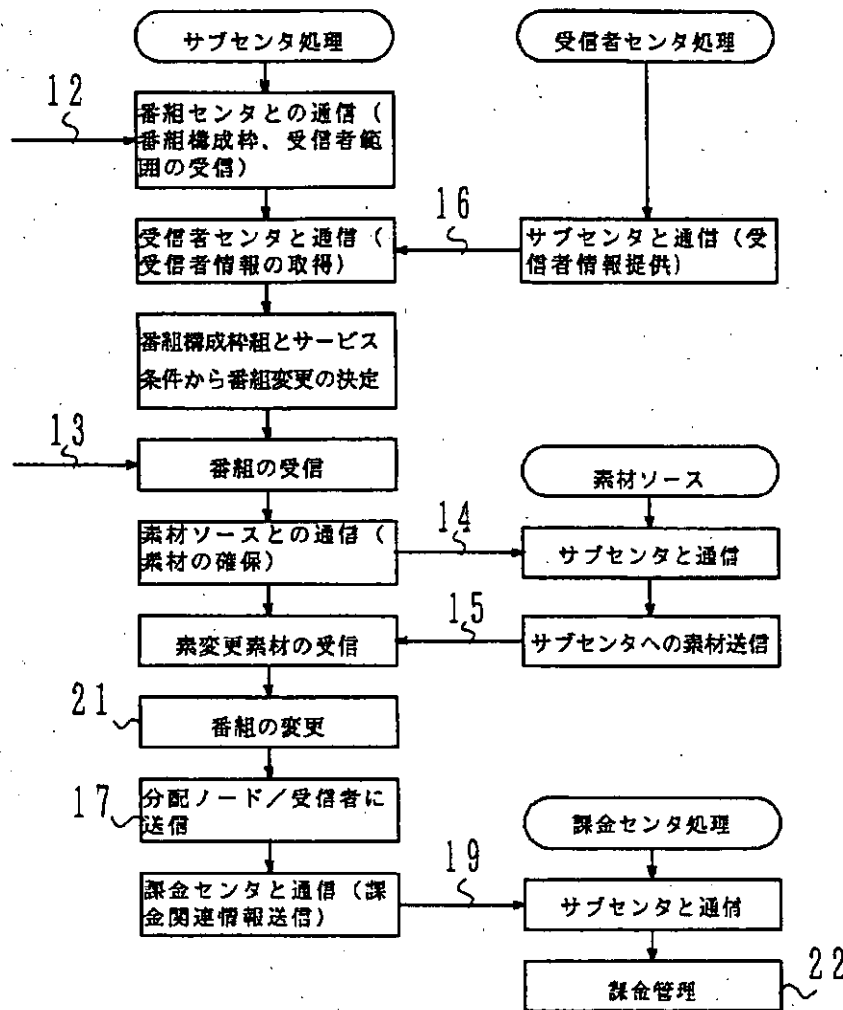 サブセンタ処理
受信者センタ処理
12
番組センタとの通信（
番組構成枠、受信者範
囲の受信）
16
受信者センタと通信（
受信者情報の取得）
サブセンタと通信（受
信者情報提供）
番組構成枠組とサービス
条件から番組変更の決定
13
番組の受信
素材ソース
素材ソースとの通信（
素材の確保）
14
サブセンタと通信
15
素変更素材の受信
サブセンタへの素材送信
21
番組の変更
17
分配ノード／受信者に
送信
課金センタ処理
課金センタと通信（課
金関連情報送信）
19
サブセンタと通信
課金管理
22